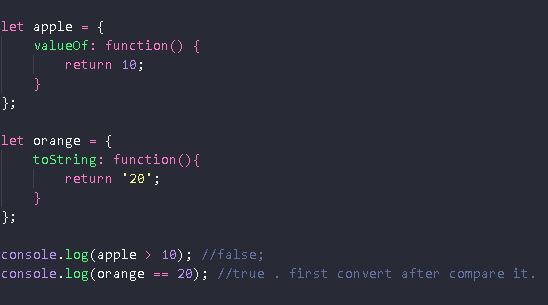 let apple = {
    valueOf: function() {
        return 10;
    }
};

let orange = {
    toString: function(){
        return '20';
    }
};

console.log(apple > 10); //false;
console.log(orange == 20); //true . first convert after compare it.